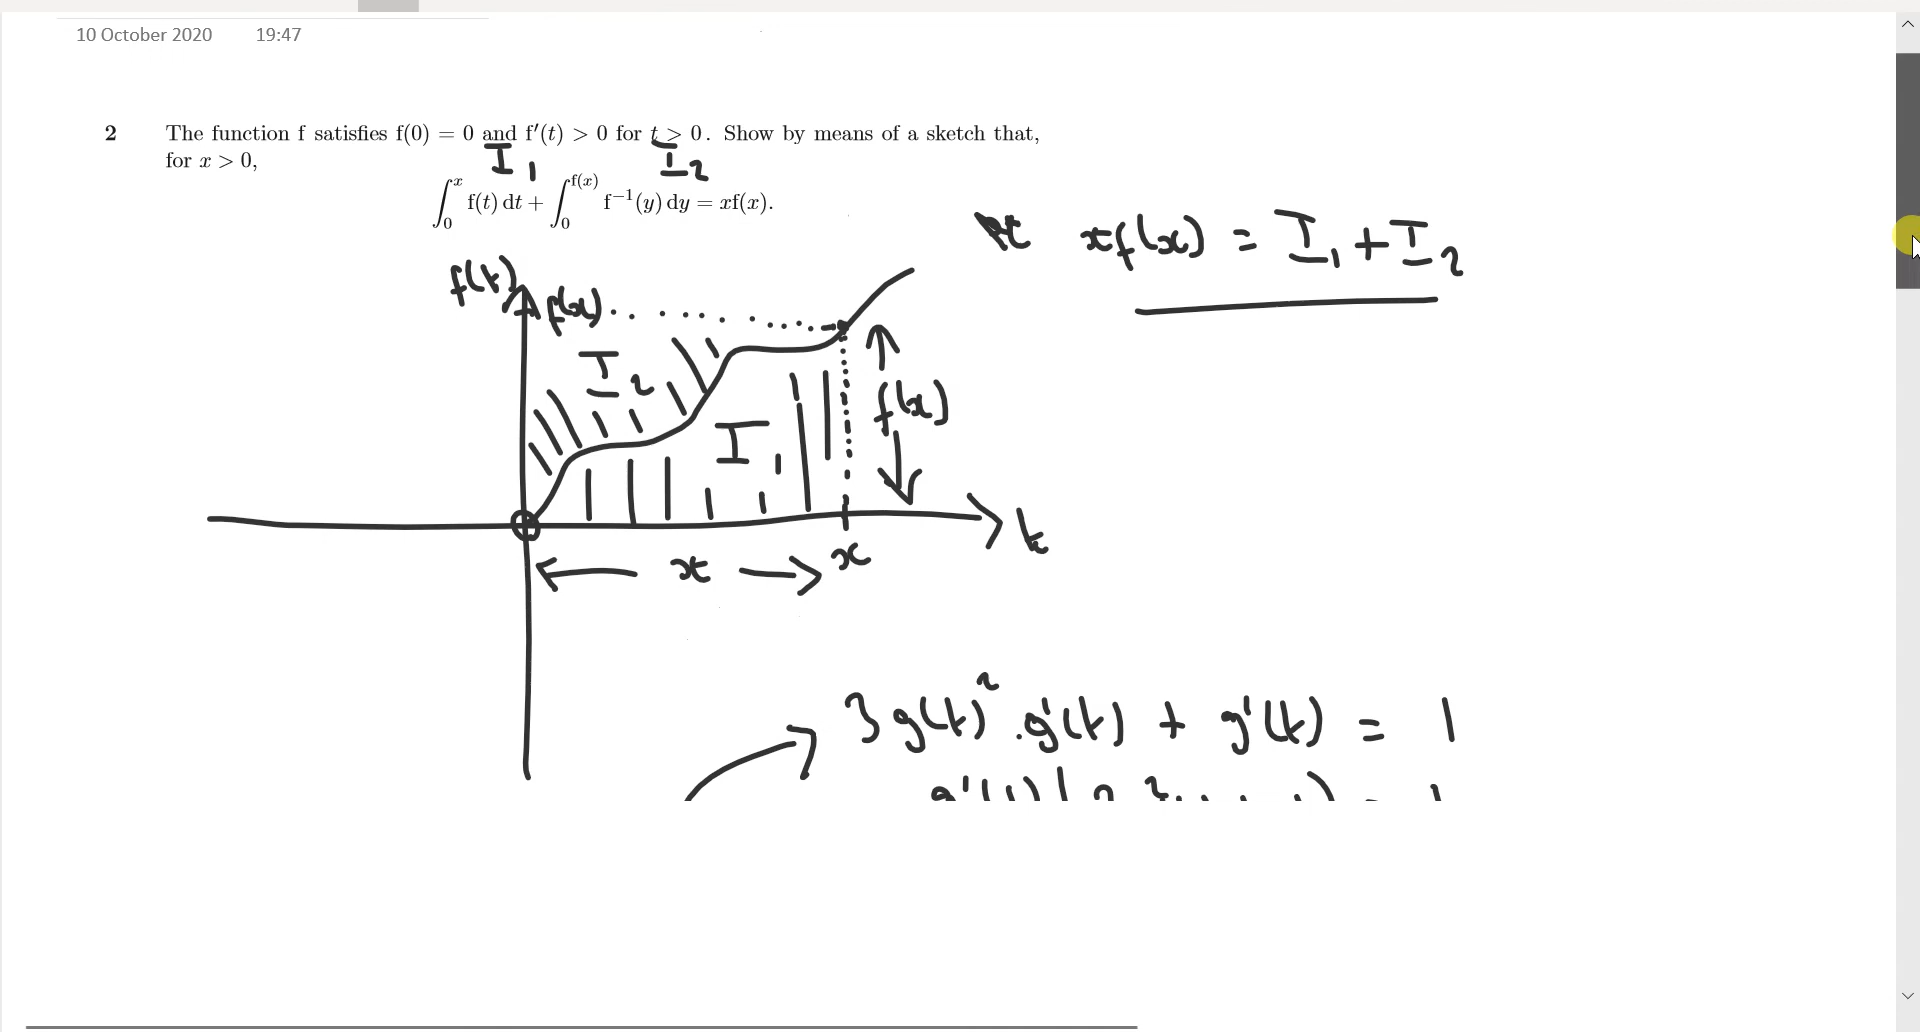 10 October 2020 19:47
2 The function f satisfies f(0) = 0 and f′(t) > 0 for t > 0. Show by means of a sketch that,
for x > 0,
I₁ I₂
∫₀ˣ f(t) dt + ∫₀^f(x) f⁻¹(y) dy = xf(x).
xf(x) = I₁ + I₂
f(t)
f(x)
I₂
f(x)
I₁
t
x
x
3g(t)².g'(t) + g'(t) = 1